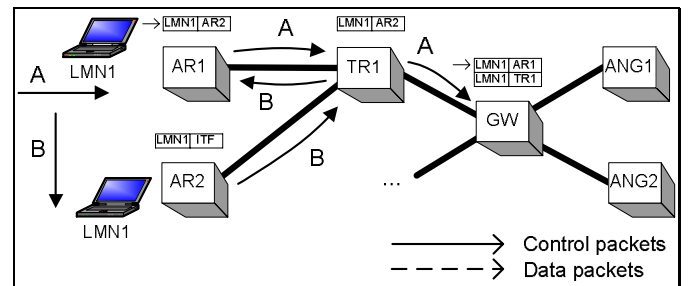 LMN1 AR2
LMN1 AR2
A
A
LMN1
AR1
TR1
LMN1 AR1
LMN1 TR1
ANG1
A
B
GW
B
LMN1 ITF
B
AR2
...
ANG2
LMN1
Control packets
Data packets